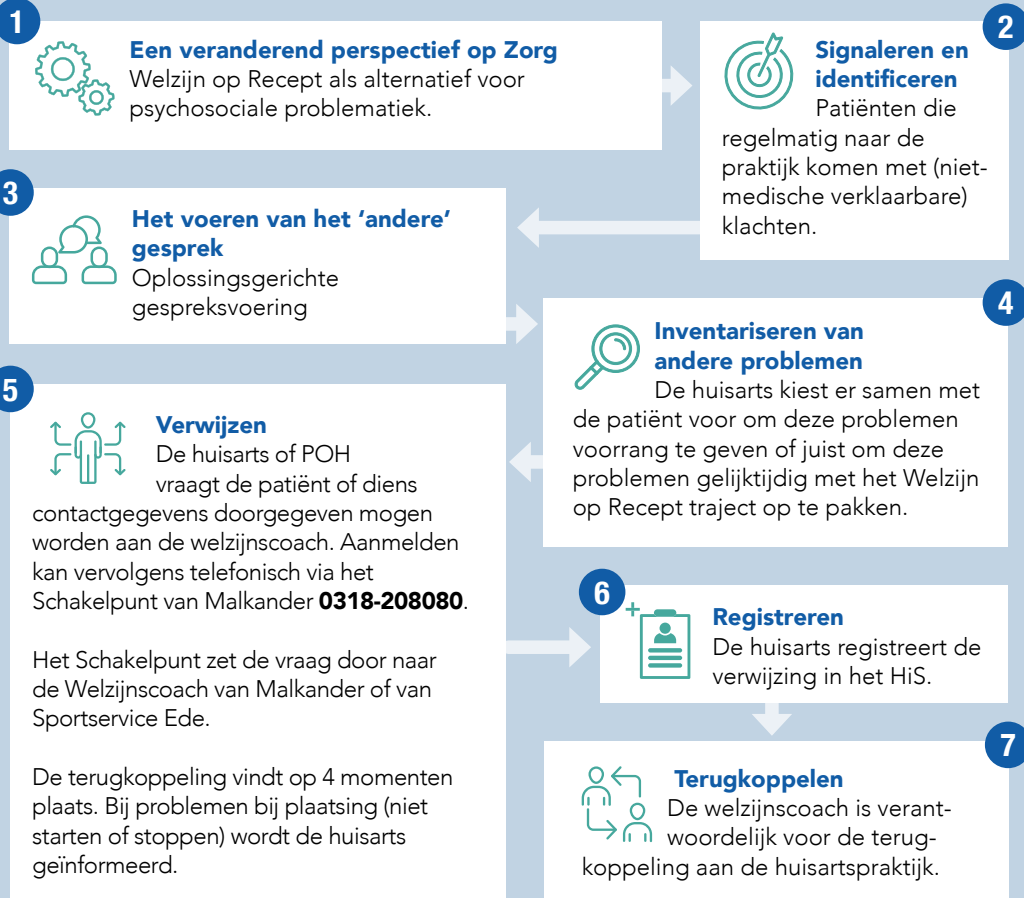 1
Een veranderend perspectief op Zorg
Welzijn op Recept als alternatief voor
psychosociale problematiek.
2
Signaleren en
identificeren
Patiënten die
regelmatig naar de
praktijk komen met (niet-
medische verklaarbare)
klachten.
3
Het voeren van het ‘andere’
gesprek
Oplossingsgerichte
gespreksvoering
4
Inventariseren van
andere problemen
De huisarts kiest er samen met
de patiënt voor om deze problemen
voorrang te geven of juist om deze
problemen gelijktijdig met het Welzijn
op Recept traject op te pakken.
5
Verwijzen
De huisarts of POH
vraagt de patiënt of diens
contactgegevens doorgegeven mogen
worden aan de welzijnscoach. Aanmelden
kan vervolgens telefonisch via het
Schakelpunt van Malkander 0318-208080.
Het Schakelpunt zet de vraag door naar
de Welzijnscoach van Malkander of van
Sportservice Ede.
De terugkoppeling vindt op 4 momenten
plaats. Bij problemen bij plaatsing (niet
starten of stoppen) wordt de huisarts
geïnformeerd.
6
Registreren
De huisarts registreert de
verwijzing in het HiS.
7
Terugkoppelen
De welzijnscoach is verant-
woordelijk voor de terug-
koppeling aan de huisartspraktijk.